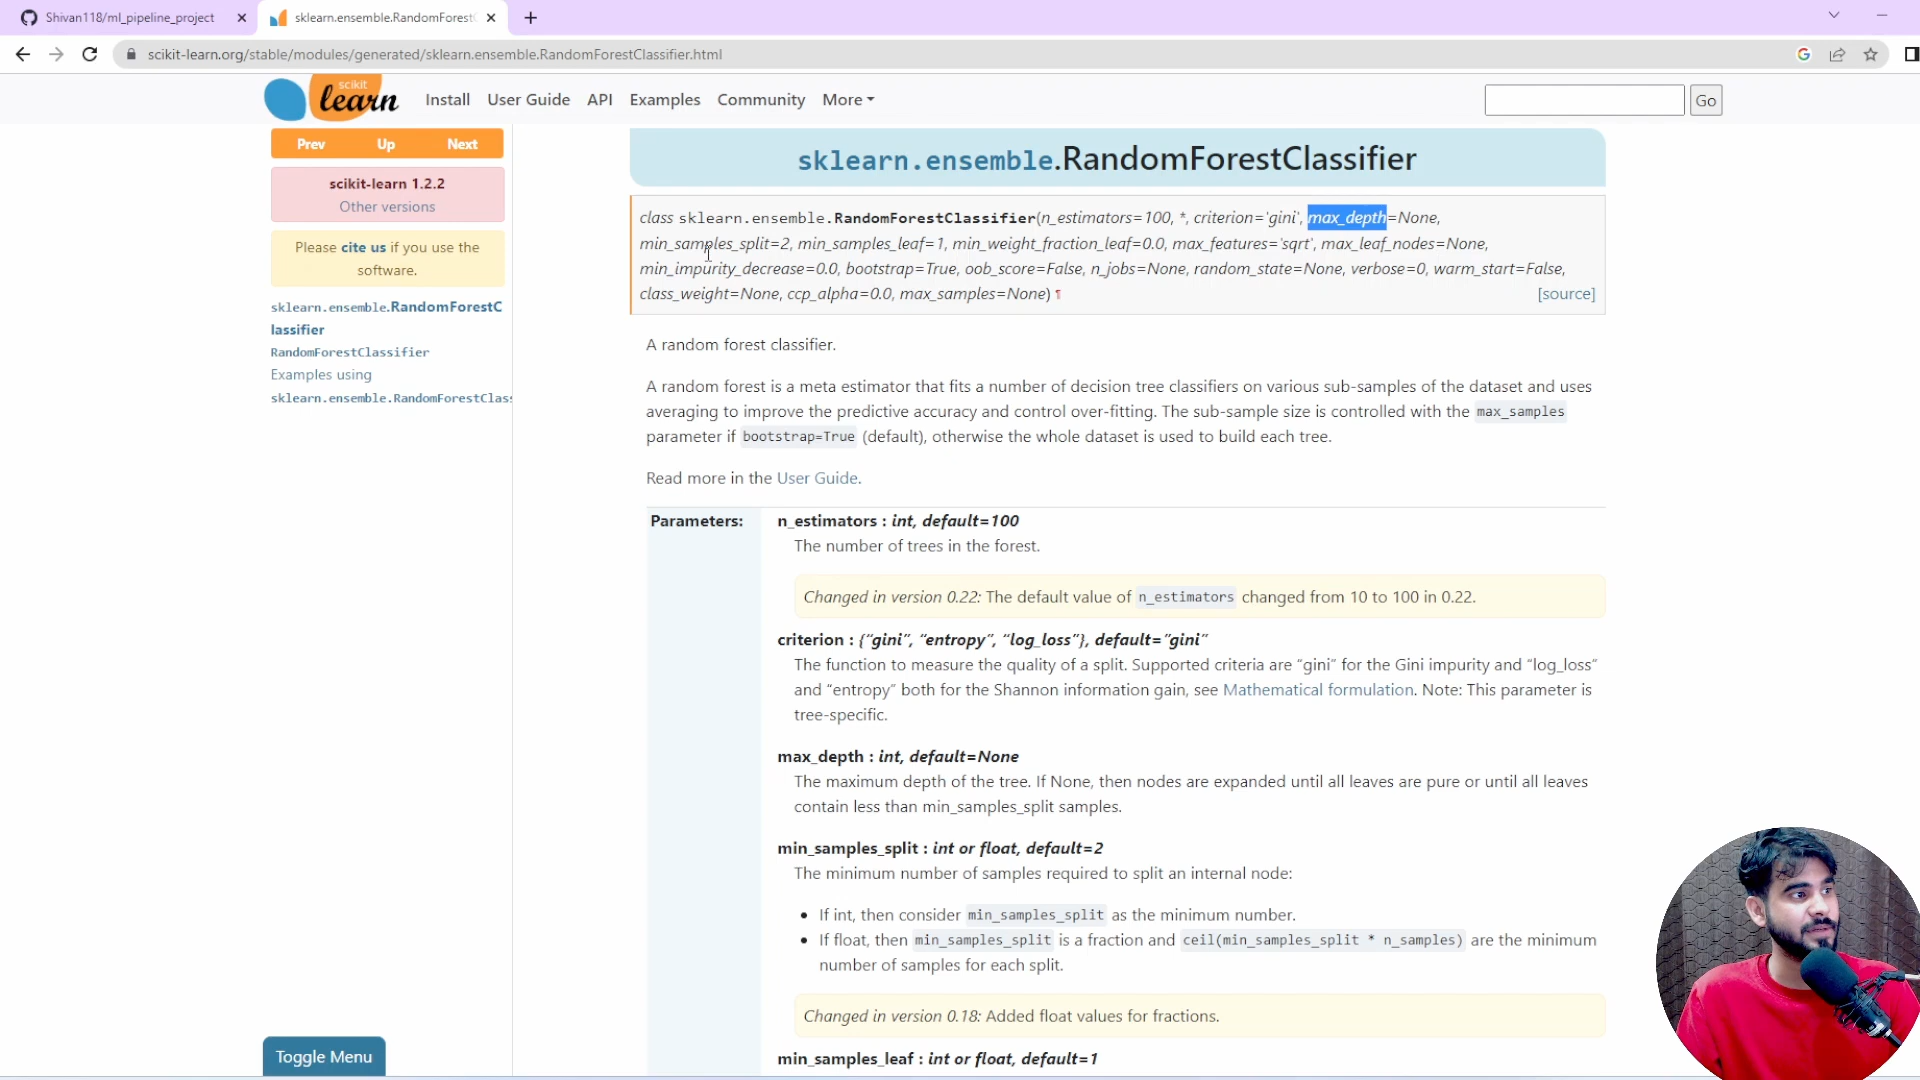 Shivan118/ml_pipeline_project
sklearn.ensemble.RandomForest
scikit-learn.org/stable/modules/generated/sklearn.ensemble.RandomForestClassifier.html
scikit
learn
Install User Guide API Examples Community More
Go
Prev Up Next
scikit-learn 1.2.2
Other versions
Please cite us if you use the
software.
sklearn.ensemble.RandomForestC
lassifier
RandomForestClassifier
Examples using
sklearn.ensemble.RandomForestClas
sklearn.ensemble.RandomForestClassifier
class sklearn.ensemble.RandomForestClassifier(n_estimators=100, *, criterion='gini', max_depth=None,
min_samples_split=2, min_samples_leaf=1, min_weight_fraction_leaf=0.0, max_features='sqrt', max_leaf_nodes=None,
min_impurity_decrease=0.0, bootstrap=True, oob_score=False, n_jobs=None, random_state=None, verbose=0, warm_start=False,
class_weight=None, ccp_alpha=0.0, max_samples=None) ¶ [source]
A random forest classifier.
A random forest is a meta estimator that fits a number of decision tree classifiers on various sub-samples of the dataset and uses
averaging to improve the predictive accuracy and control over-fitting. The sub-sample size is controlled with the max_samples
parameter if bootstrap=True (default), otherwise the whole dataset is used to build each tree.
Read more in the User Guide.
Parameters: n_estimators : int, default=100
The number of trees in the forest.
Changed in version 0.22: The default value of n_estimators changed from 10 to 100 in 0.22.
criterion : {“gini”, “entropy”, “log_loss”}, default=”gini”
The function to measure the quality of a split. Supported criteria are “gini” for the Gini impurity and “log_loss”
and “entropy” both for the Shannon information gain, see Mathematical formulation. Note: This parameter is
tree-specific.
max_depth : int, default=None
The maximum depth of the tree. If None, then nodes are expanded until all leaves are pure or until all leaves
contain less than min_samples_split samples.
min_samples_split : int or float, default=2
The minimum number of samples required to split an internal node:
• If int, then consider min_samples_split as the minimum number.
• If float, then min_samples_split is a fraction and ceil(min_samples_split * n_samples) are the minimum
number of samples for each split.
Changed in version 0.18: Added float values for fractions.
Toggle Menu
min_samples_leaf : int or float, default=1